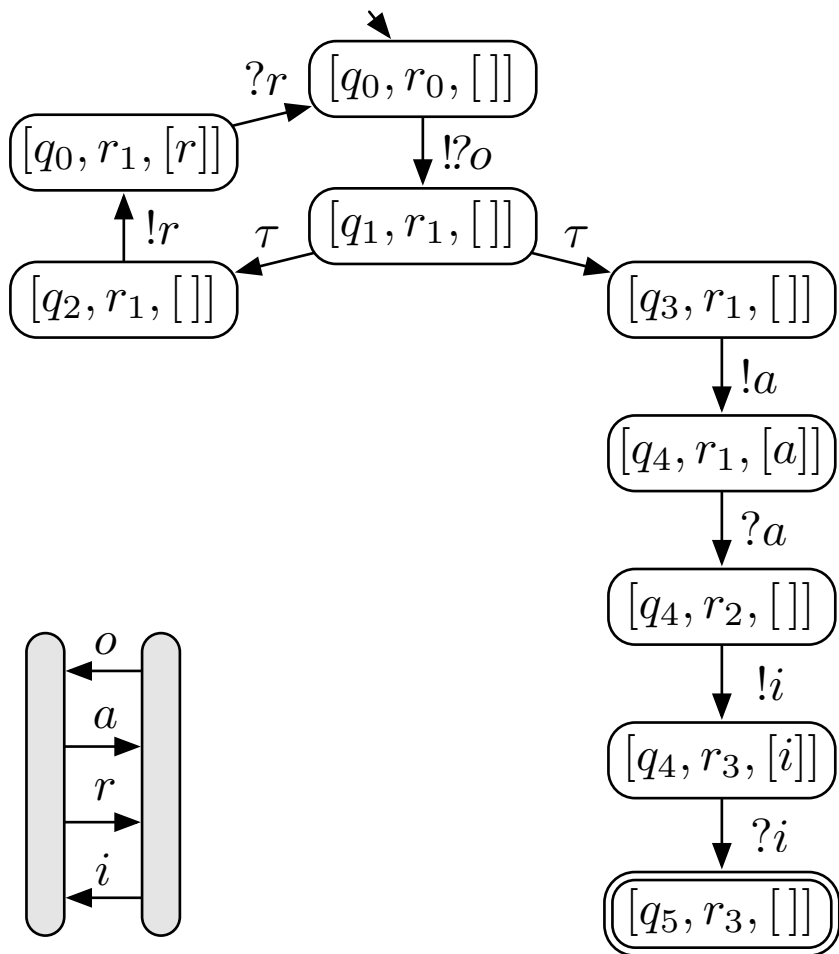 [q₀, r₀, [ ]]
?r
[q₀, r₁, [r]]
!?o
[q₁, r₁, [ ]]
!r
τ
τ
[q₂, r₁, [ ]]
[q₃, r₁, [ ]]
!a
[q₄, r₁, [a]]
?a
[q₄, r₂, [ ]]
!i
[q₄, r₃, [i]]
?i
[q₅, r₃, [ ]]
o
a
r
i